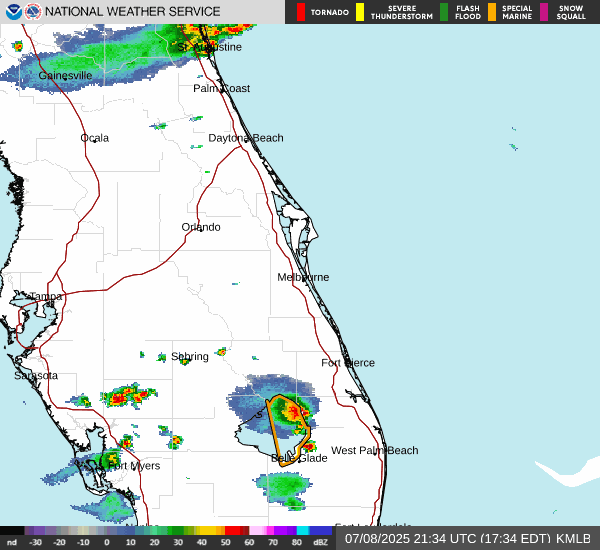 NATIONAL WEATHER SERVICE
TORNADO
SEVERE
THUNDERSTORM
FLASH
FLOOD
SPECIAL
MARINE
SNOW
SQUALL
St. Augustine
Gainesville
Palm Coast
Ocala
Daytona Beach
Orlando
Melbourne
Tampa
Sebring
Fort Pierce
Sarasota
West Palm Beach
Belle Glade
Fort Myers
Fort Lauderdale
nd -30 -20 -10 0 10 20 30 40 50 60 70 80 dBZ
07/08/2025 21:34 UTC (17:34 EDT) KMLB